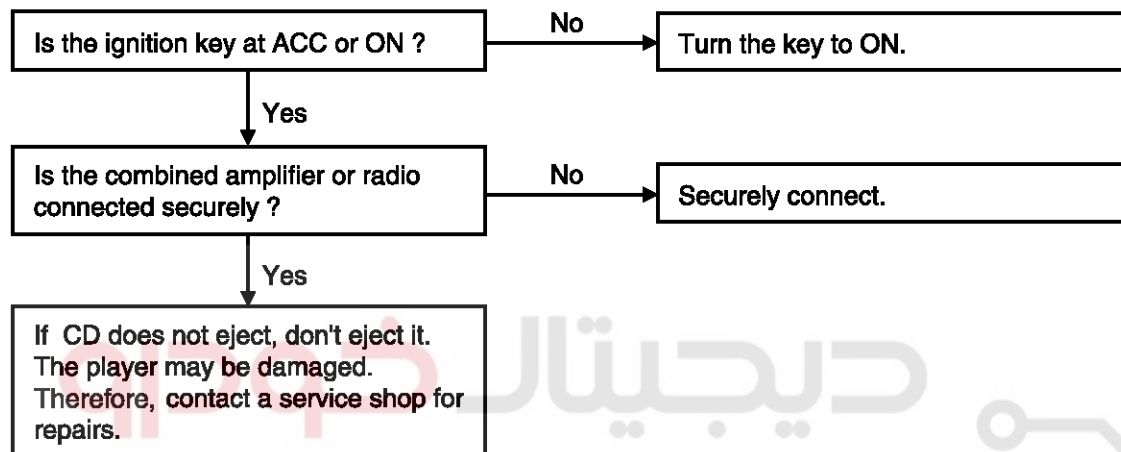 Is the ignition key at ACC or ON ?
No
Turn the key to ON.
Yes
Is the combined amplifier or radio
connected securely ?
No
Securely connect.
Yes
If CD does not eject, don't eject it.
The player may be damaged.
Therefore, contact a service shop for
repairs.
دیجیتال خودرو